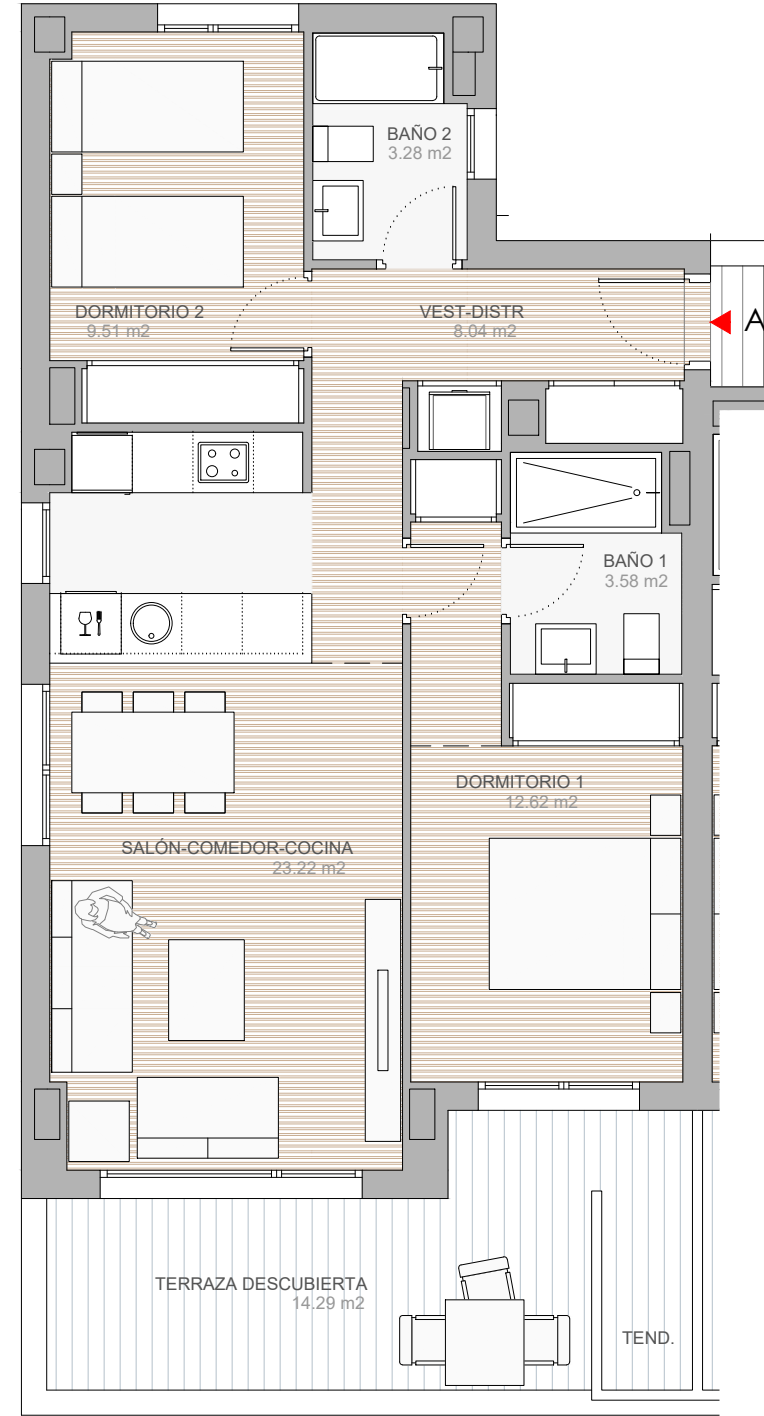 BAÑO 2
3.28 m2
DORMITORIO 2
9.51 m2
VEST-DISTR
8.04 m2
A
BAÑO 1
3.58 m2
DORMITORIO 1
12.62 m2
SALÓN-COMEDOR-COCINA
23.22 m2
TERRAZA DESCUBIERTA
14.29 m2
TEND.